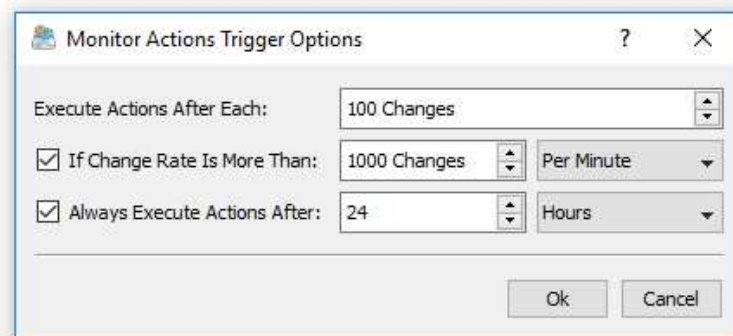 Monitor Actions Trigger Options ?
Execute Actions After Each: 100 Changes
If Change Rate Is More Than: 1000 Changes Per Minute
Always Execute Actions After: 24 Hours
Ok Cancel